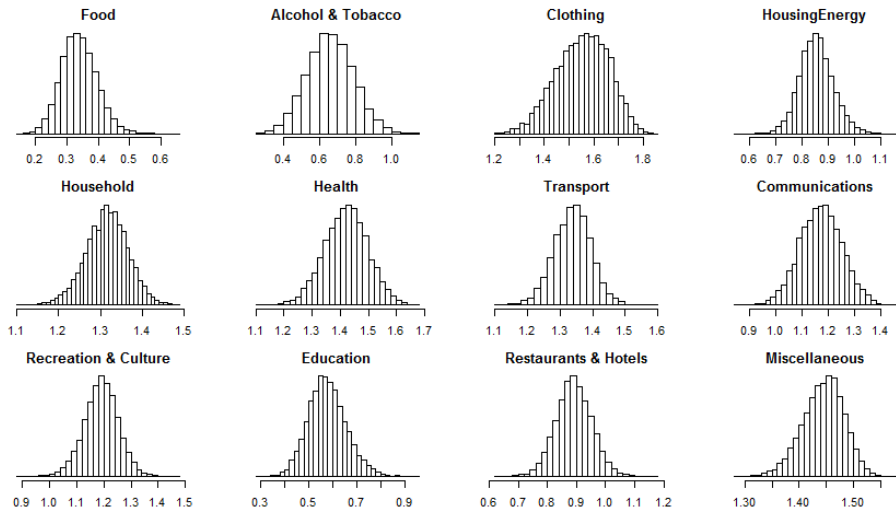 Food
Alcohol & Tobacco
Clothing
HousingEnergy
0.2 0.3 0.4 0.5 0.6
0.4 0.6 0.8 1.0
1.2 1.4 1.6 1.8
0.6 0.7 0.8 0.9 1.0 1.1
Household
Health
Transport
Communications
1.1 1.2 1.3 1.4 1.5
1.1 1.2 1.3 1.4 1.5 1.6 1.7
1.1 1.2 1.3 1.4 1.5 1.6
0.9 1.0 1.1 1.2 1.3 1.4
Recreation & Culture
Education
Restaurants & Hotels
Miscellaneous
0.9 1.0 1.1 1.2 1.3 1.4 1.5
0.3 0.5 0.7 0.9
0.6 0.7 0.8 0.9 1.0 1.1 1.2
1.30 1.40 1.50